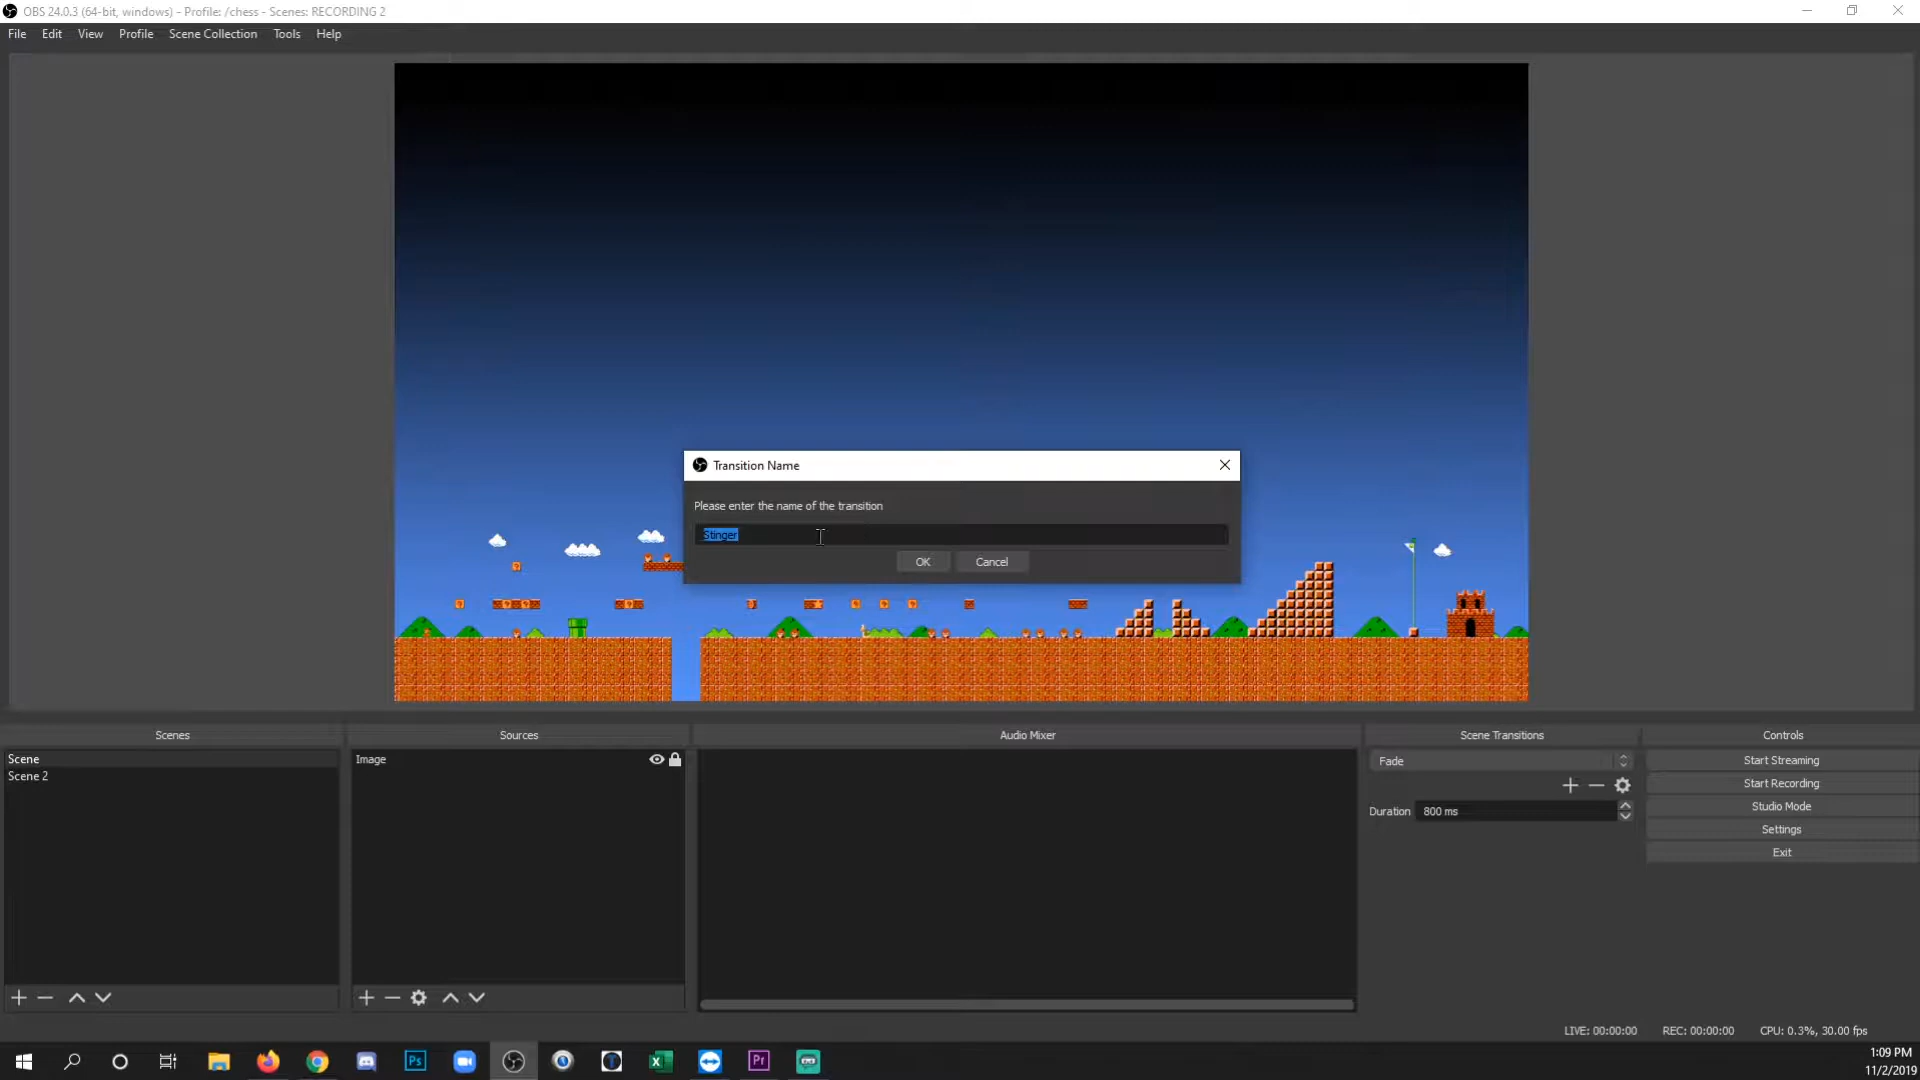 OBS 24.0.3 (64-bit, windows) - Profile: /chess - Scenes: RECORDING 2
File Edit View Profile Scene Collection Tools Help
Transition Name
Please enter the name of the transition
Stinger
OK Cancel
Scenes Sources Audio Mixer Scene Transitions Controls
Scene
Scene 2
Image
Fade
Duration 800 ms
Start Streaming
Start Recording
Studio Mode
Settings
Exit
LIVE: 00:00:00 REC: 00:00:00 CPU: 0.3%, 30.00 fps
Ps
Pr
1:09 PM
11/2/2019